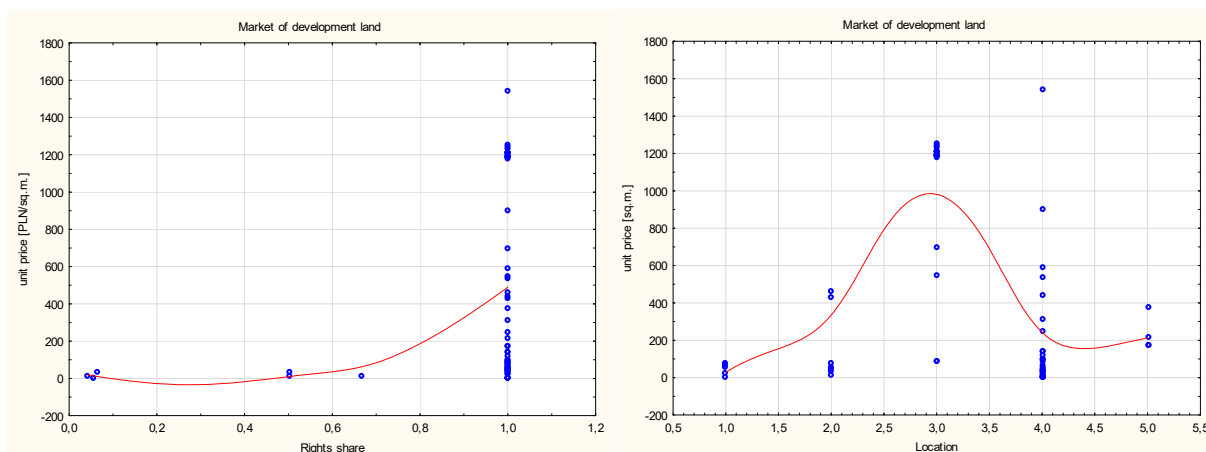 Market of development land
1800
1600
1400
1200
1000
800
600
400
200
0
-200
unit price [PLN/sq.m.]
0,0 0,2 0,4 0,6 0,8 1,0 1,2
Rights share
Market of development land
1800
1600
1400
1200
1000
800
600
400
200
0
-200
unit price [sq.m.]
0,5 1,0 1,5 2,0 2,5 3,0 3,5 4,0 4,5 5,0 5,5
Location